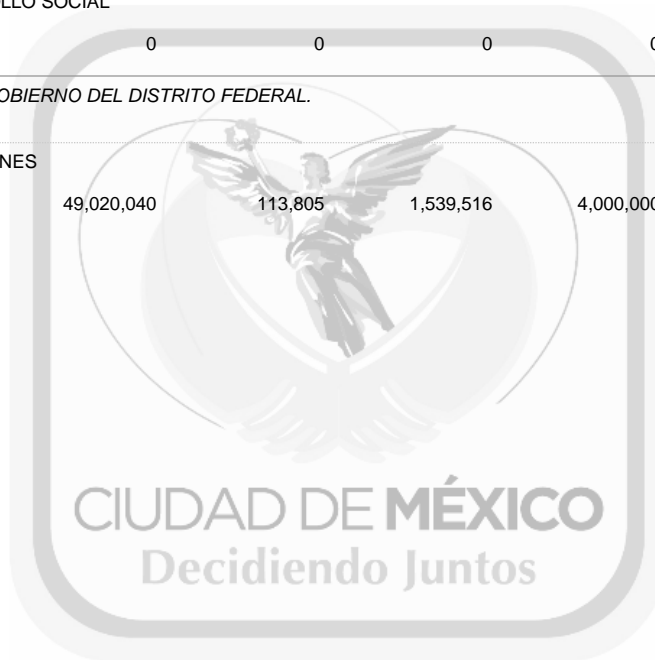 OLLO SOCIAL
0 0 0 0
OBIERNO DEL DISTRITO FEDERAL.
NES
49,020,040 113,805 1,539,516 4,000,000
CIUDAD DE MÉXICO
Decidiendo Juntos